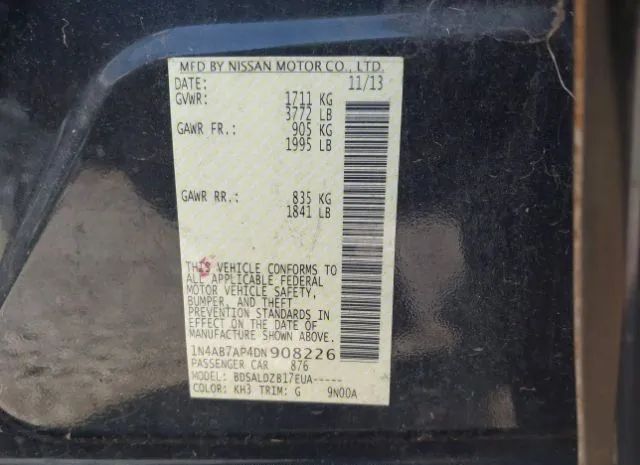 MFD BY NISSAN MOTOR CO., LTD.
DATE: 11/13
GVWR: 1711 KG
3772 LB
GAWR FR.: 905 KG
1995 LB
GAWR RR.: 835 KG
1841 LB
THIS VEHICLE CONFORMS TO
ALL APPLICABLE FEDERAL
MOTOR VEHICLE SAFETY,
BUMPER, AND THEFT
PREVENTION STANDARDS IN
EFFECT ON THE DATE OF
MANUFACTURE SHOWN ABOVE.
1N4AB7AP4DN908226
PASSENGER CAR 876
MODEL: BDSALDZB17EUA-----
COLOR: KH3 TRIM: G 9N00A